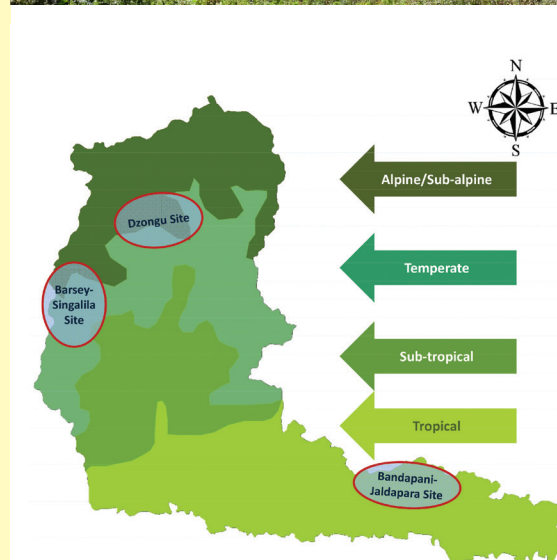 N
W E
S
Alpine/Sub-alpine
Dzongu Site
Temperate
Barsey-
Singalila
Site
Sub-tropical
Tropical
Bandapani-
Jaldapara Site